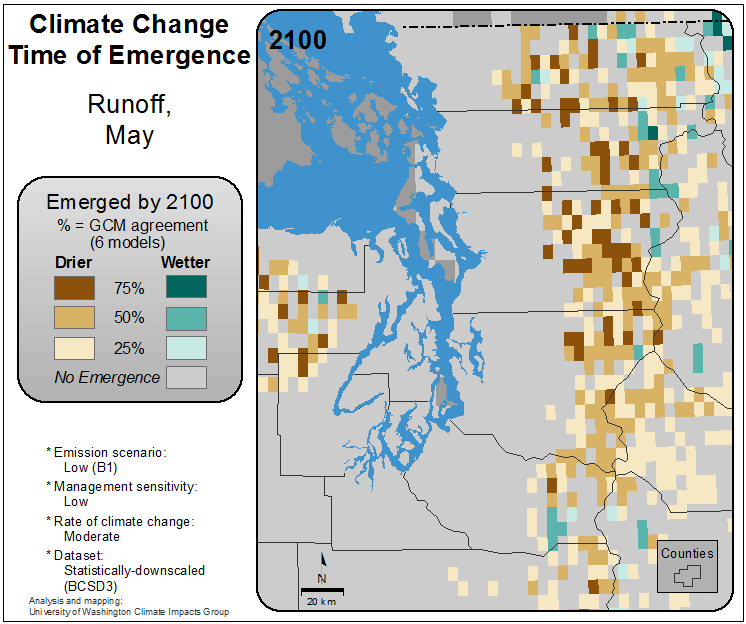 Climate Change
Time of Emergence
Runoff,
May
Emerged by 2100
% = GCM agreement
(6 models)
Drier Wetter
75%
50%
25%
No Emergence
* Emission scenario:
Low (B1)
* Management sensitivity:
Low
* Rate of climate change:
Moderate
* Dataset:
Statistically-downscaled
(BCSD3)
Analysis and mapping:
University of Washington Climate Impacts Group
2100
N
20 km
Counties